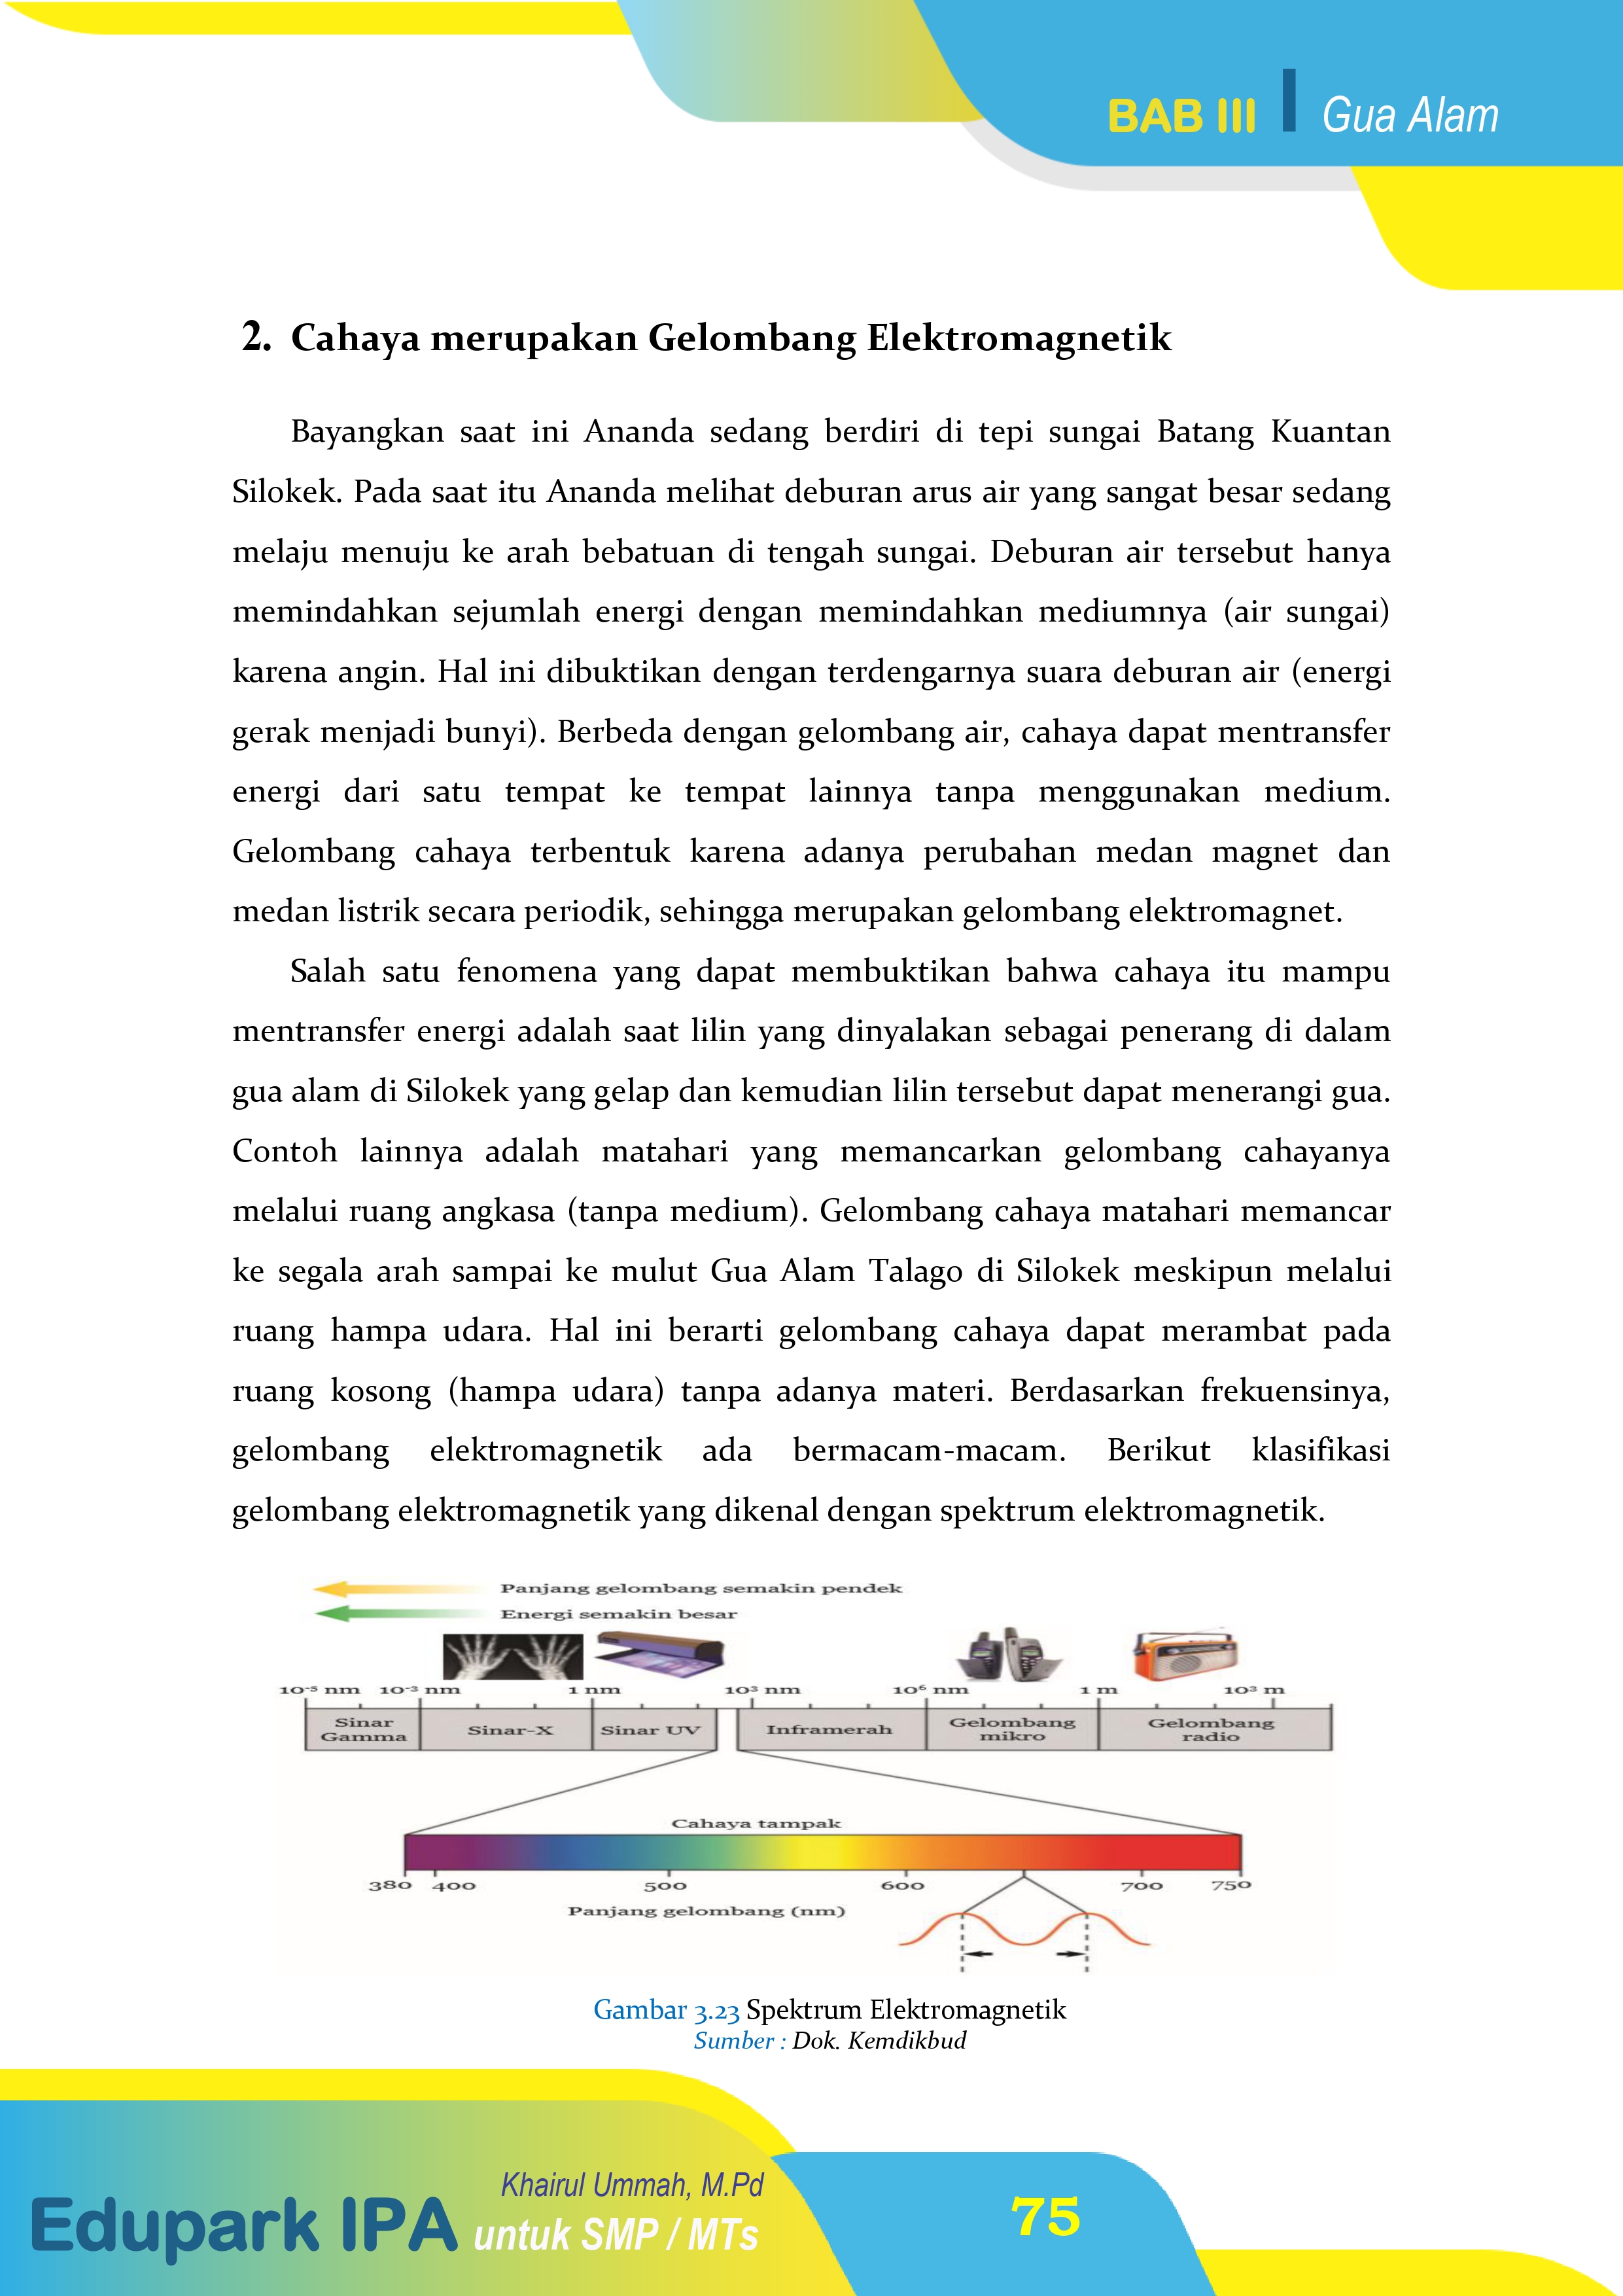 BAB III
Gua Alam
2. Cahaya merupakan Gelombang Elektromagnetik
Bayangkan saat ini Ananda sedang berdiri di tepi sungai Batang Kuantan
Silokek. Pada saat itu Ananda melihat deburan arus air yang sangat besar sedang
melaju menuju ke arah bebatuan di tengah sungai. Deburan air tersebut hanya
memindahkan sejumlah energi dengan memindahkan mediumnya (air sungai)
karena angin. Hal ini dibuktikan dengan terdengarnya suara deburan air (energi
gerak menjadi bunyi). Berbeda dengan gelombang air, cahaya dapat mentransfer
energi dari satu tempat ke tempat lainnya tanpa menggunakan medium.
Gelombang cahaya terbentuk karena adanya perubahan medan magnet dan
medan listrik secara periodik, sehingga merupakan gelombang elektromagnet.
Salah satu fenomena yang dapat membuktikan bahwa cahaya itu mampu
mentransfer energi adalah saat lilin yang dinyalakan sebagai penerang di dalam
gua alam di Silokek yang gelap dan kemudian lilin tersebut dapat menerangi gua.
Contoh lainnya adalah matahari yang memancarkan gelombang cahayanya
melalui ruang angkasa (tanpa medium). Gelombang cahaya matahari memancar
ke segala arah sampai ke mulut Gua Alam Talago di Silokek meskipun melalui
ruang hampa udara. Hal ini berarti gelombang cahaya dapat merambat pada
ruang kosong (hampa udara) tanpa adanya materi. Berdasarkan frekuensinya,
gelombang elektromagnetik ada bermacam-macam. Berikut klasifikasi
gelombang elektromagnetik yang dikenal dengan spektrum elektromagnetik.
Panjang gelombang semakin pendek
Energi semakin besar
10⁻⁵ nm 10⁻³ nm 1 nm 10³ nm 10⁶ nm 1 m 10³ m
Sinar Gamma Sinar-X Sinar UV Inframerah Gelombang mikro Gelombang radio
Cahaya tampak
380 400 500 600 700 750
Panjang gelombang (nm)
Gambar 3.23 Spektrum Elektromagnetik
Sumber : Dok. Kemdikbud
Khairul Ummah, M.Pd
Edupark IPA untuk SMP / MTs
75